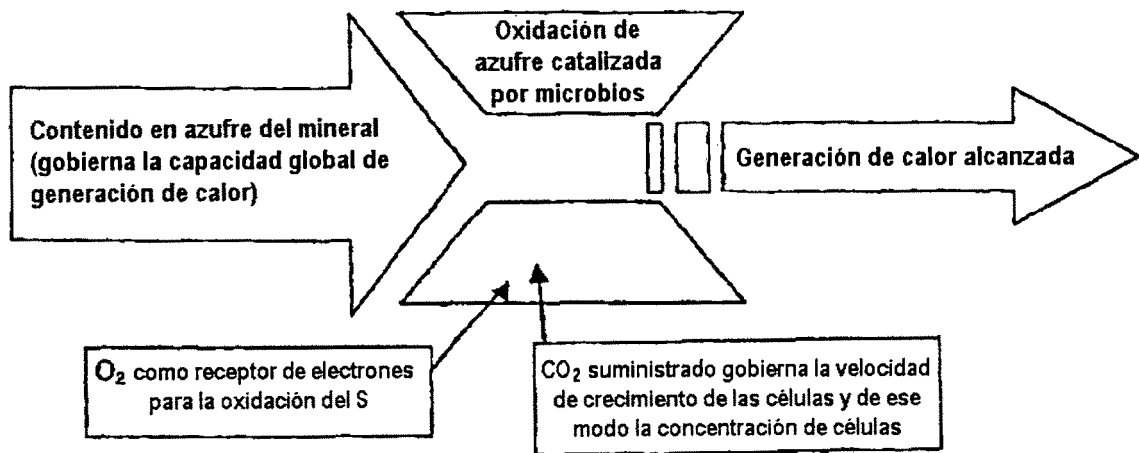 Oxidación de
azufre catalizada
por microbios
Contenido en azufre del mineral
(gobierna la capacidad global de
generación de calor)
Generación de calor alcanzada
O₂ como receptor de electrones
para la oxidación del S
CO₂ suministrado gobierna la velocidad
de crecimiento de las células y de ese
modo la concentración de células